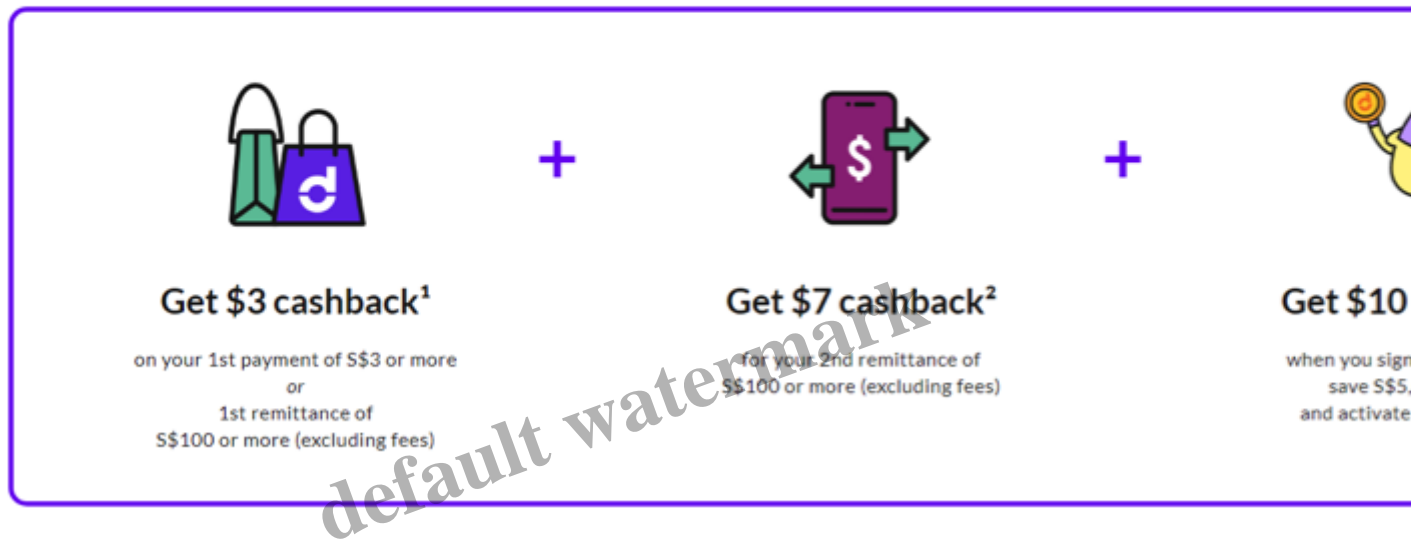 Get $3 cashback¹
on your 1st payment of S$3 or more
or
1st remittance of
S$100 or more (excluding fees)
Get $7 cashback²
for your 2nd remittance of
S$100 or more (excluding fees)
Get $10
when you sign
save S$5,
and activate
default watermark